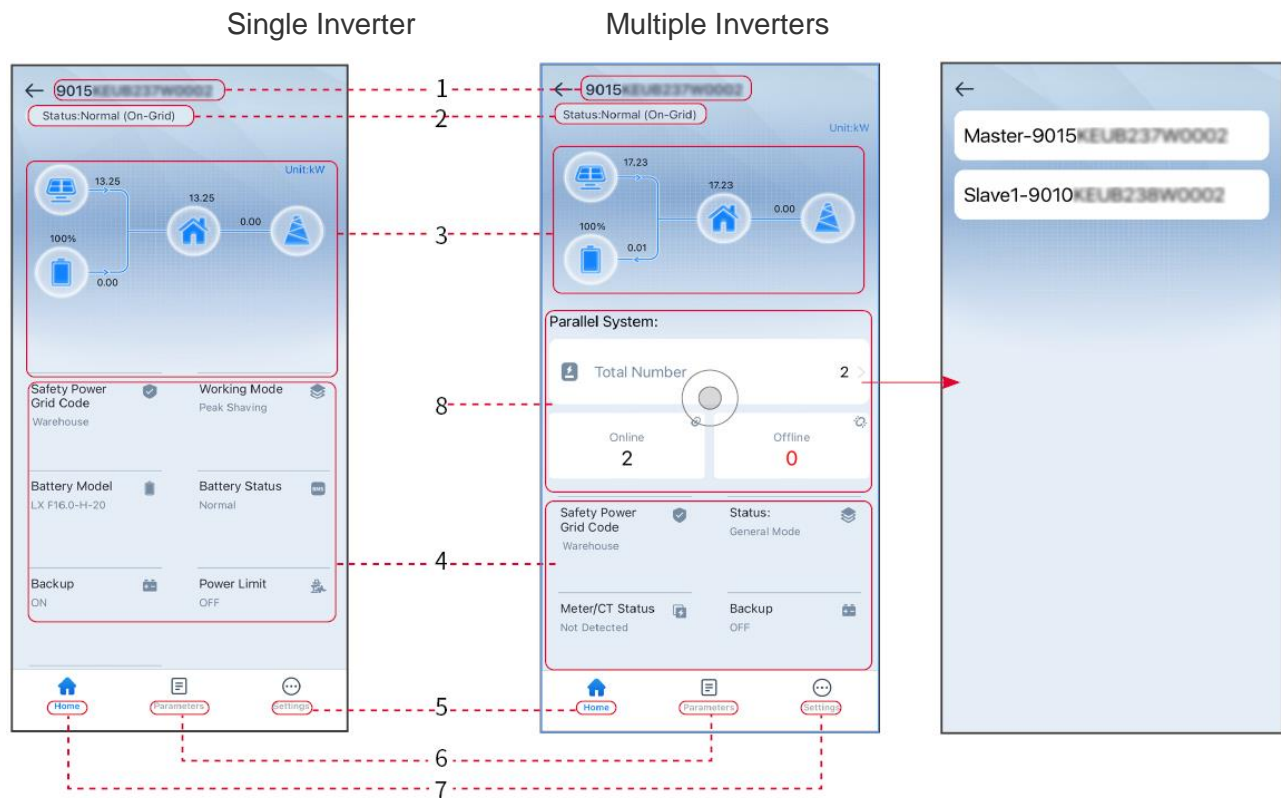 Single Inverter
Multiple Inverters
9015
Status:Normal (On-Grid)
Unit:kW
13.25
13.25
0.00
100%
0.00
Safety Power
Grid Code
Warehouse
Working Mode
Peak Shaving
Battery Model
LX F16.0-H-20
Battery Status
Normal
Backup
ON
Power Limit
OFF
Home
Parameters
Settings
1
2
3
8
4
5
6
7
9015
Status:Normal (On-Grid)
Unit:kW
17.23
17.23
0.00
100%
0.01
Parallel System:
Total Number
2
Online
2
Offline
0
Safety Power
Grid Code
Warehouse
Status:
General Mode
Meter/CT Status
Not Detected
Backup
OFF
Home
Parameters
Settings
Master-9015
Slave1-9010